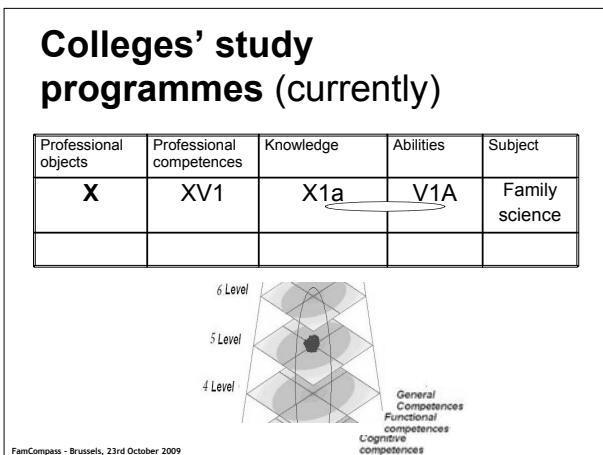 Colleges’ study
programmes (currently)
Professional objects
Professional competences
Knowledge
Abilities
Subject
X
XV1
X1a
V1A
Family science
6 Level
5 Level
4 Level
General
Competences
Functional
competences
Cognitive
competences
FamCompass - Brussels, 23rd October 2009